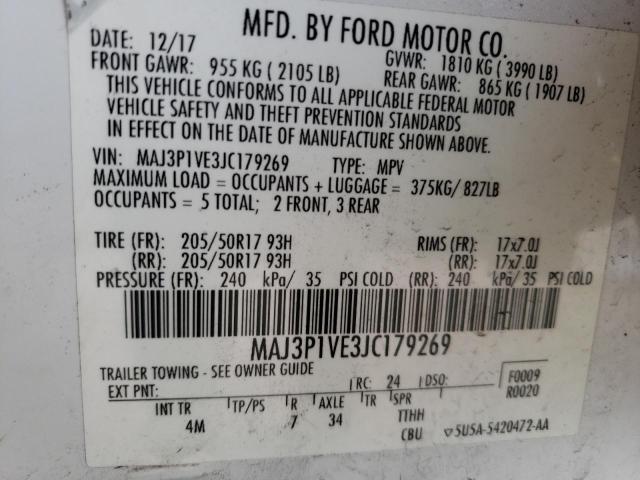 MFD. BY FORD MOTOR CO.
DATE: 12/17 GVWR: 1810 KG (3990 LB)
FRONT GAWR: 955 KG (2105 LB) REAR GAWR: 865 KG (1907 LB)
THIS VEHICLE CONFORMS TO ALL APPLICABLE FEDERAL MOTOR
VEHICLE SAFETY AND THEFT PREVENTION STANDARDS
IN EFFECT ON THE DATE OF MANUFACTURE SHOWN ABOVE.
VIN: MAJ3P1VE3JC179269 TYPE: MPV
MAXIMUM LOAD = OCCUPANTS + LUGGAGE = 375KG/ 827LB
OCCUPANTS = 5 TOTAL; 2 FRONT, 3 REAR
TIRE (FR): 205/50R17 93H RIMS (FR): 17x7.0J
(RR): 205/50R17 93H (RR): 17x7.0J
PRESSURE (FR): 240 kPa/ 35 PSI COLD (RR): 240 kPa/ 35 PSI COLD
MAJ3P1VE3JC179269
TRAILER TOWING - SEE OWNER GUIDE
EXT PNT: RC: 24 DSO: F0009
R0020
INT TR TP/PS R AXLE TR SPR
4M 7 34 TTHH
CBU ▽5U5A-5420472-AA